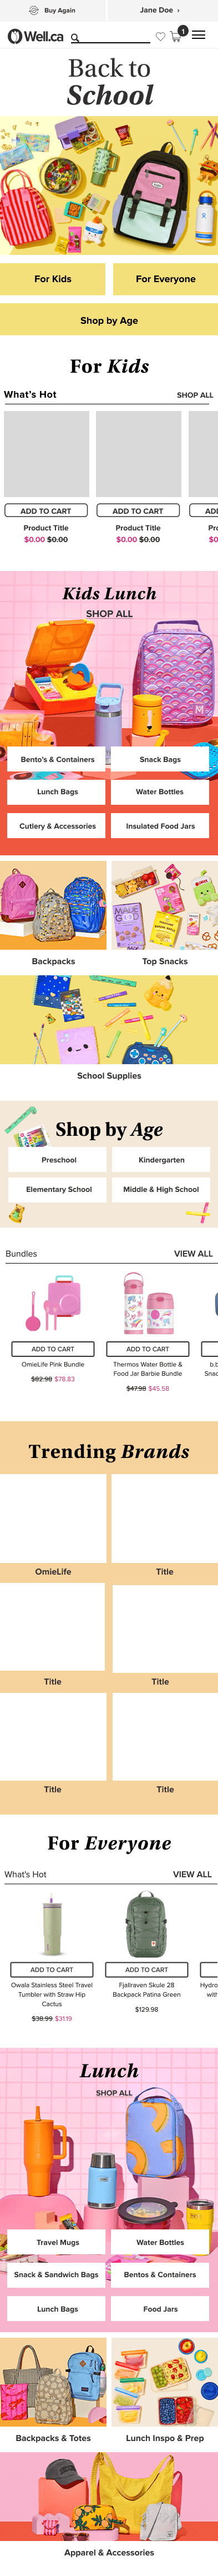 Buy Again
Jane Doe ›
Well.ca
1
Back to
School
For Kids
For Everyone
Shop by Age
For Kids
What's Hot
SHOP ALL
ADD TO CART
ADD TO CART
Product Title
Product Title
$0.00 $0.00
$0.00 $0.00
Kids Lunch
SHOP ALL
Bento's & Containers
Snack Bags
Lunch Bags
Water Bottles
Cutlery & Accessories
Insulated Food Jars
Backpacks
Top Snacks
School Supplies
Shop by Age
Preschool
Kindergarten
Elementary School
Middle & High School
Bundles
VIEW ALL
ADD TO CART
ADD TO CART
OmieLife Pink Bundle
Thermos Water Bottle &
Food Jar Barbie Bundle
$82.98 $78.83
$47.98 $45.58
Trending Brands
OmieLife
Title
Title
Title
Title
Title
For Everyone
What's Hot
VIEW ALL
ADD TO CART
ADD TO CART
Owala Stainless Steel Travel
Tumbler with Straw Hip
Cactus
Fjallraven Skule 28
Backpack Patina Green
$38.99 $31.19
$129.98
Lunch
SHOP ALL
Travel Mugs
Water Bottles
Snack & Sandwich Bags
Bentos & Containers
Lunch Bags
Food Jars
Backpacks & Totes
Lunch Inspo & Prep
Apparel & Accessories